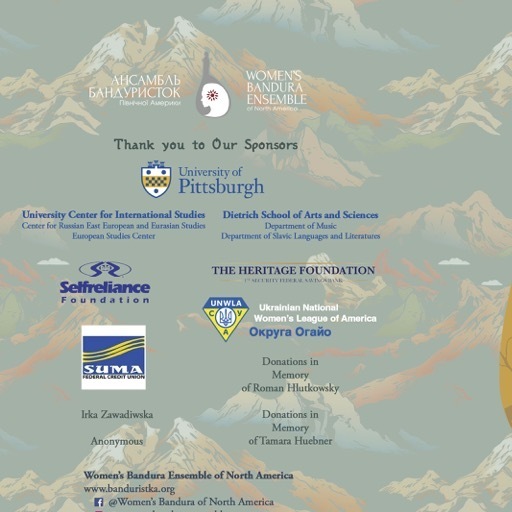 АНСАМБЛЬ
БАНДУРИСТОК
Північної Америки
WOMEN'S
BANDURA
ENSEMBLE
of North America
Thank you to Our Sponsors
University of
Pittsburgh
University Center for International Studies
Center for Russian East European and Eurasian Studies
European Studies Center
Dietrich School of Arts and Sciences
Department of Music
Department of Slavic Languages and Literatures
Selfreliance
Foundation
THE HERITAGE FOUNDATION
1ST SECURITY FEDERAL SAVINGS BANK
UNWLA
С У А
Ukrainian National
Women's League of America
Округа Огайо
SUMA
FEDERAL CREDIT UNION
Donations in
Memory
of Roman Hlutkowsky
Irka Zawadiwska
Anonymous
Donations in
Memory
of Tamara Huebner
Women's Bandura Ensemble of North America
www.banduristka.org
@Women's Bandura of North America